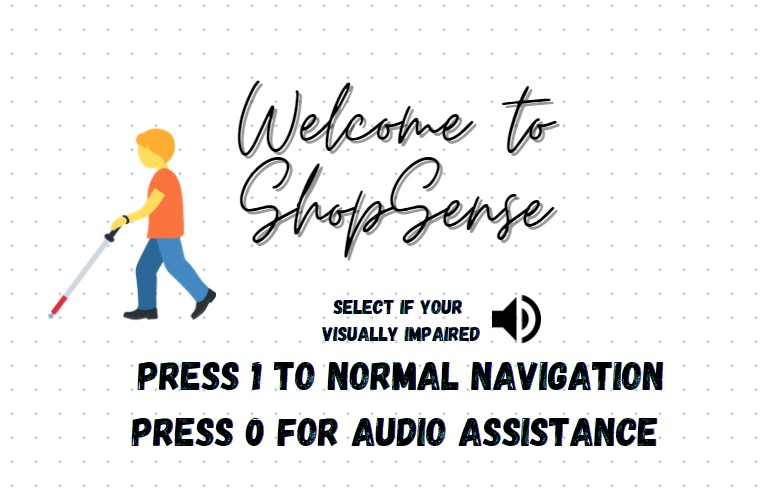 Welcome to
ShopSense
SELECT IF YOUR
VISUALLY IMPAIRED
PRESS 1 TO NORMAL NAVIGATION
PRESS 0 FOR AUDIO ASSISTANCE